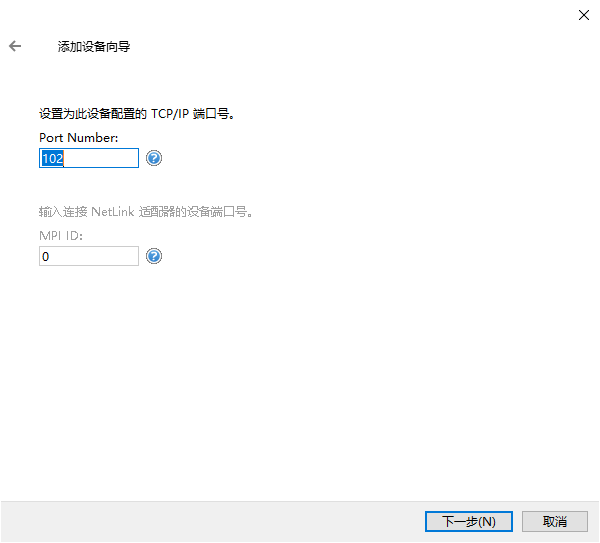 添加设备向导
设置为此设备配置的 TCP/IP 端口号。
Port Number:
102
输入连接 NetLink 适配器的设备端口号。
MPI ID:
0
下一步(N)
取消